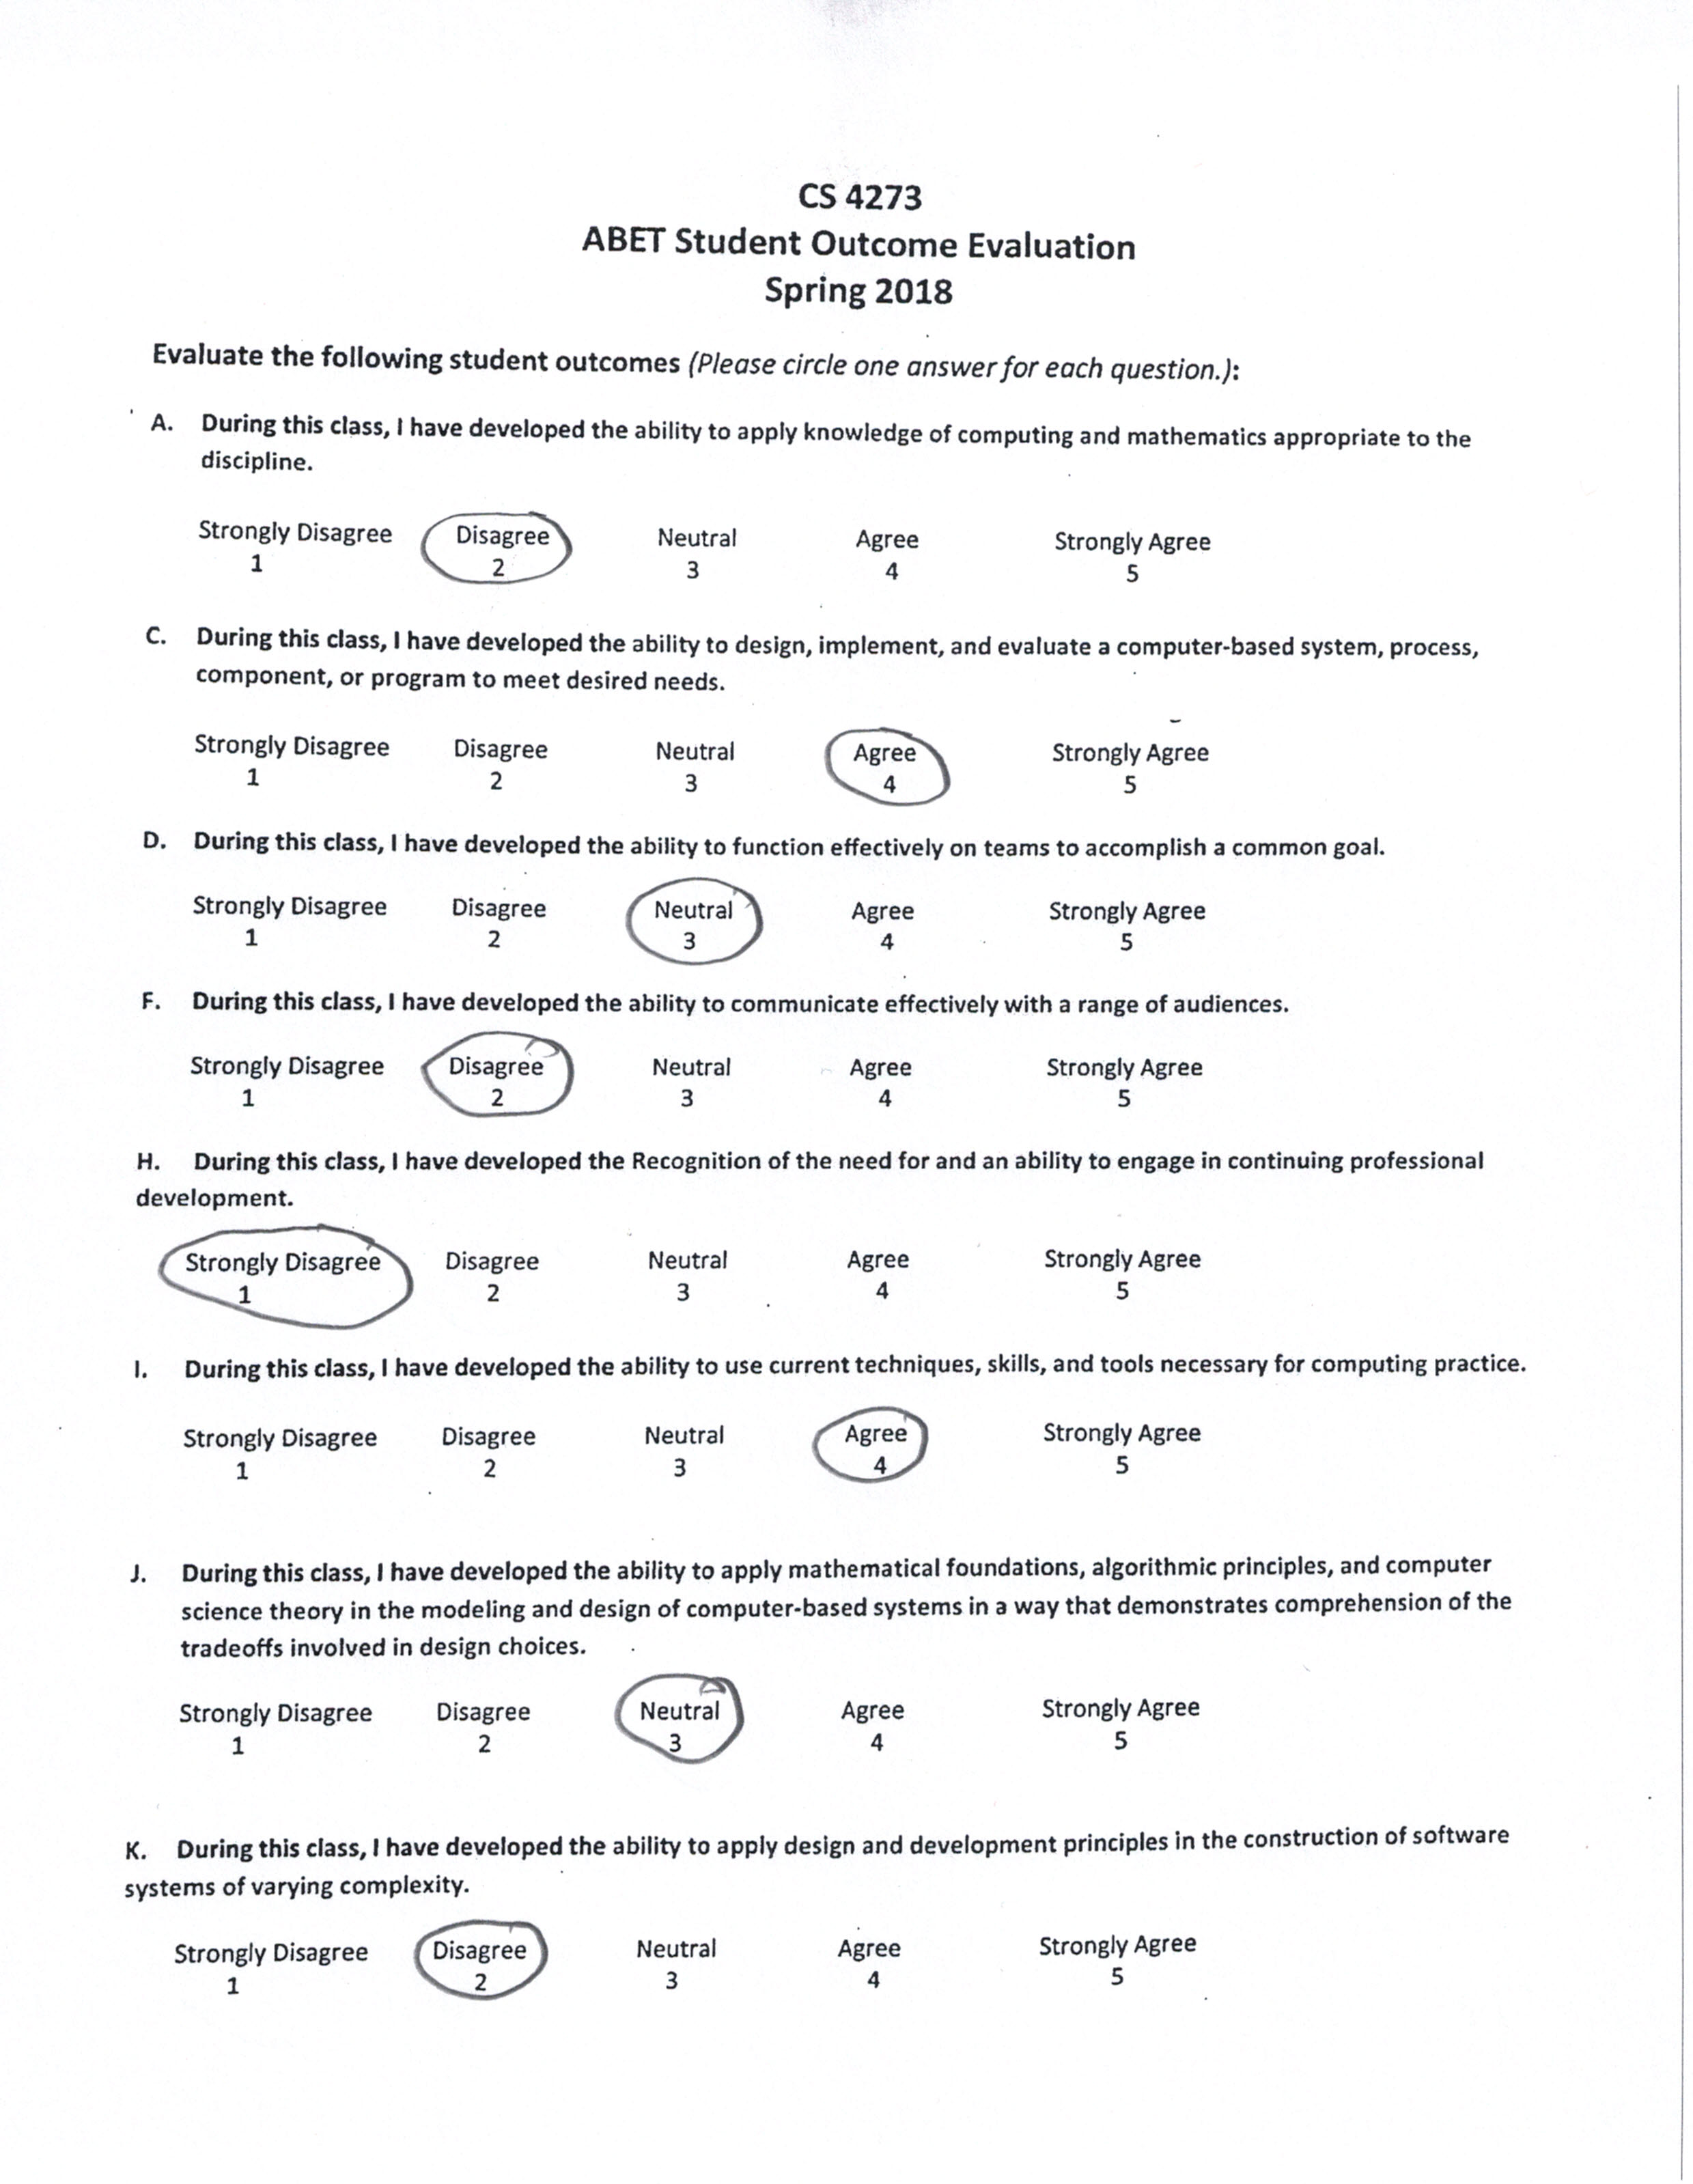 CS 4273
ABET Student Outcome Evaluation
Spring 2018
Evaluate the following student outcomes (Please circle one answer for each question.):
A. During this class, I have developed the ability to apply knowledge of computing and mathematics appropriate to the
discipline.
Strongly Disagree Disagree Neutral Agree Strongly Agree
1 2 3 4 5
C. During this class, I have developed the ability to design, implement, and evaluate a computer-based system, process,
component, or program to meet desired needs.
Strongly Disagree Disagree Neutral Agree Strongly Agree
1 2 3 4 5
D. During this class, I have developed the ability to function effectively on teams to accomplish a common goal.
Strongly Disagree Disagree Neutral Agree Strongly Agree
1 2 3 4 5
F. During this class, I have developed the ability to communicate effectively with a range of audiences.
Strongly Disagree Disagree Neutral Agree Strongly Agree
1 2 3 4 5
H. During this class, I have developed the Recognition of the need for and an ability to engage in continuing professional
development.
Strongly Disagree Disagree Neutral Agree Strongly Agree
1 2 3 4 5
I. During this class, I have developed the ability to use current techniques, skills, and tools necessary for computing practice.
Strongly Disagree Disagree Neutral Agree Strongly Agree
1 2 3 4 5
J. During this class, I have developed the ability to apply mathematical foundations, algorithmic principles, and computer
science theory in the modeling and design of computer-based systems in a way that demonstrates comprehension of the
tradeoffs involved in design choices.
Strongly Disagree Disagree Neutral Agree Strongly Agree
1 2 3 4 5
K. During this class, I have developed the ability to apply design and development principles in the construction of software
systems of varying complexity.
Strongly Disagree Disagree Neutral Agree Strongly Agree
1 2 3 4 5